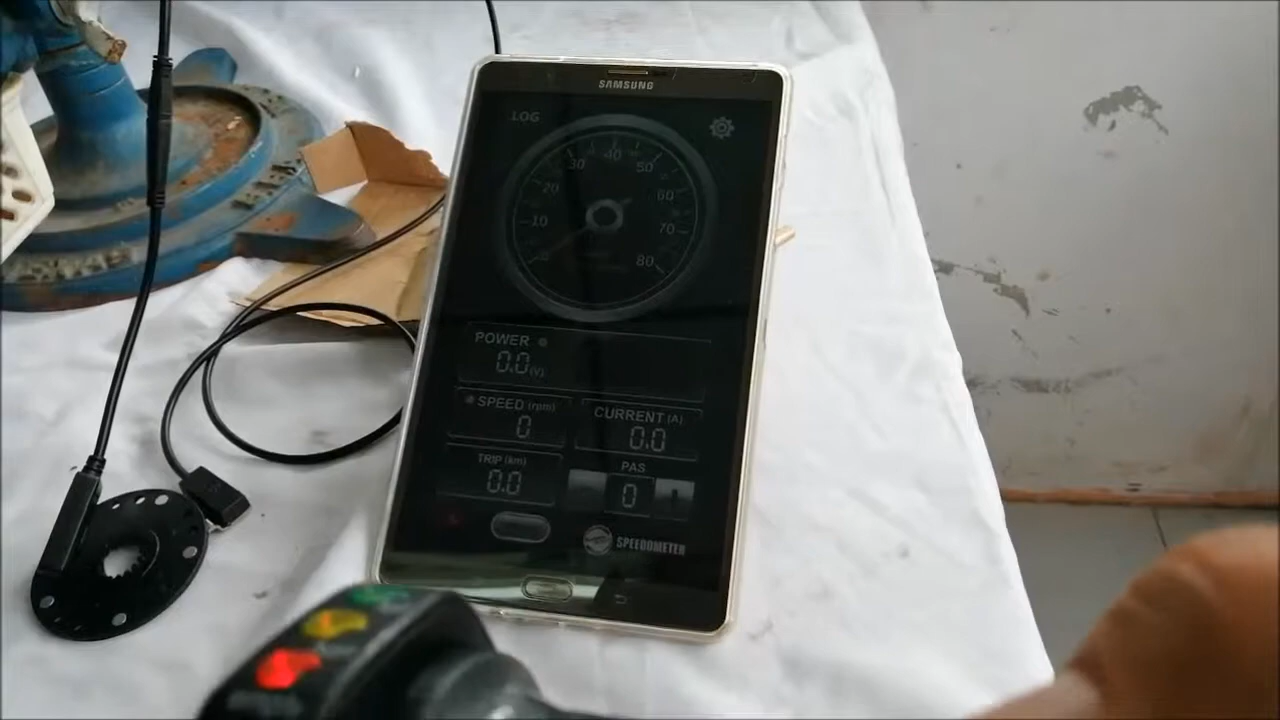 SAMSUNG
LOG
10
20
30
40
50
60
70
80
POWER
0.0 (V)
SPEED (rpm)
0
CURRENT (A)
0.0
TRIP (km)
0.0
PAS
0
SPEEDOMETER